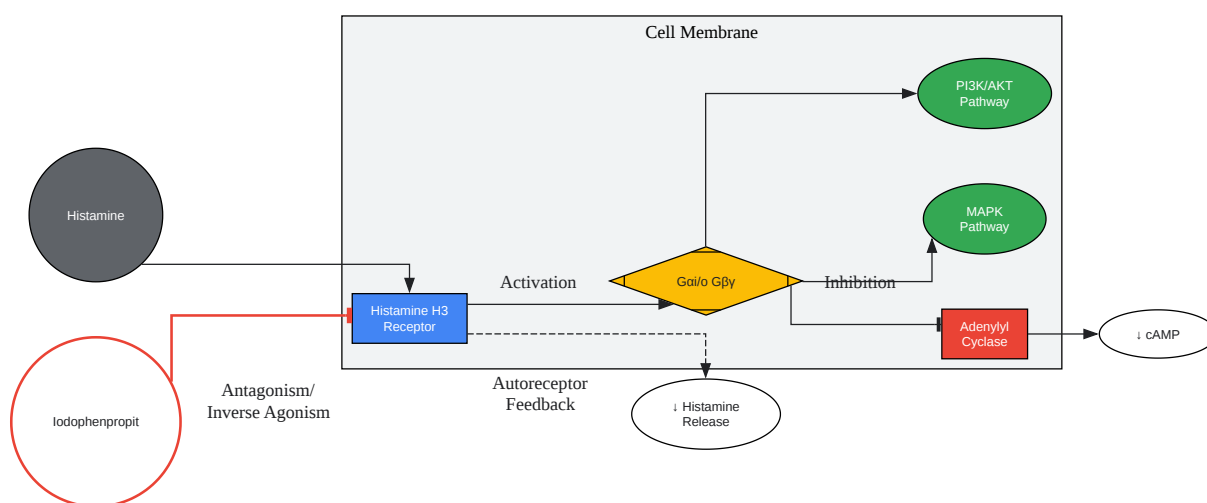 Cell Membrane
PI3K/AKT
Pathway
Histamine
MAPK
Pathway
Activation
Gαi/o Gβγ
Inhibition
Histamine H3
Receptor
Adenylyl
Cyclase
↓ cAMP
Antagonism/
Inverse Agonism
Autoreceptor
Feedback
↓ Histamine
Release
Iodophenpropit